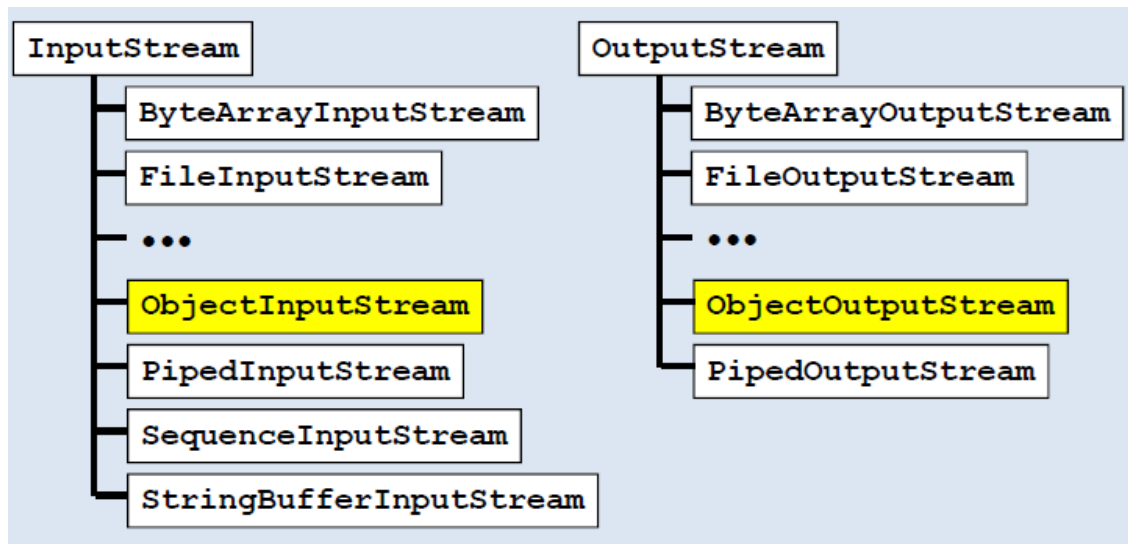 InputStream
ByteArrayInputStream
FileInputStream
•••
ObjectInputStream
PipedInputStream
SequenceInputStream
StringBufferInputStream
OutputStream
ByteArrayOutputStream
FileOutputStream
•••
ObjectOutputStream
PipedOutputStream